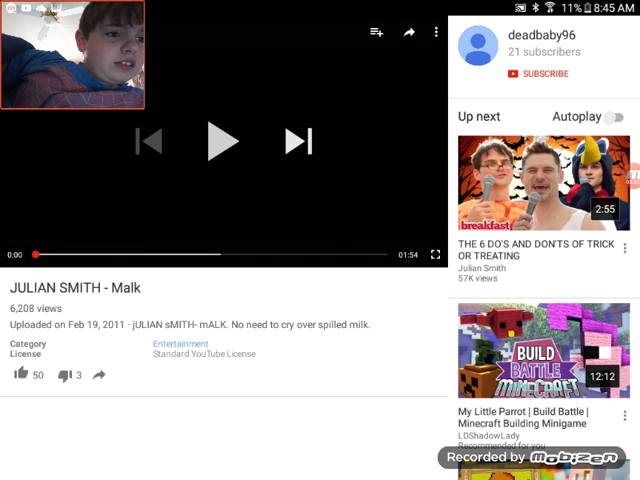 11% 8:45 AM
0:00
01:54
JULIAN SMITH - Malk
6,208 views
Uploaded on Feb 19, 2011 · jULIAN sMITH- mALK. No need to cry over spilled milk.
Category Entertainment
License Standard YouTube License
50 3
deadbaby96
21 subscribers
SUBSCRIBE
Up next Autoplay
breakfast
2:55
THE 6 DO'S AND DON'TS OF TRICK
OR TREATING
Julian Smith
57K views
BUILD
BATTLE
MINECRAFT
12:12
My Little Parrot | Build Battle |
Minecraft Building Minigame
LDShadowLady
Recommended for you
Recorded by MOBIZEN